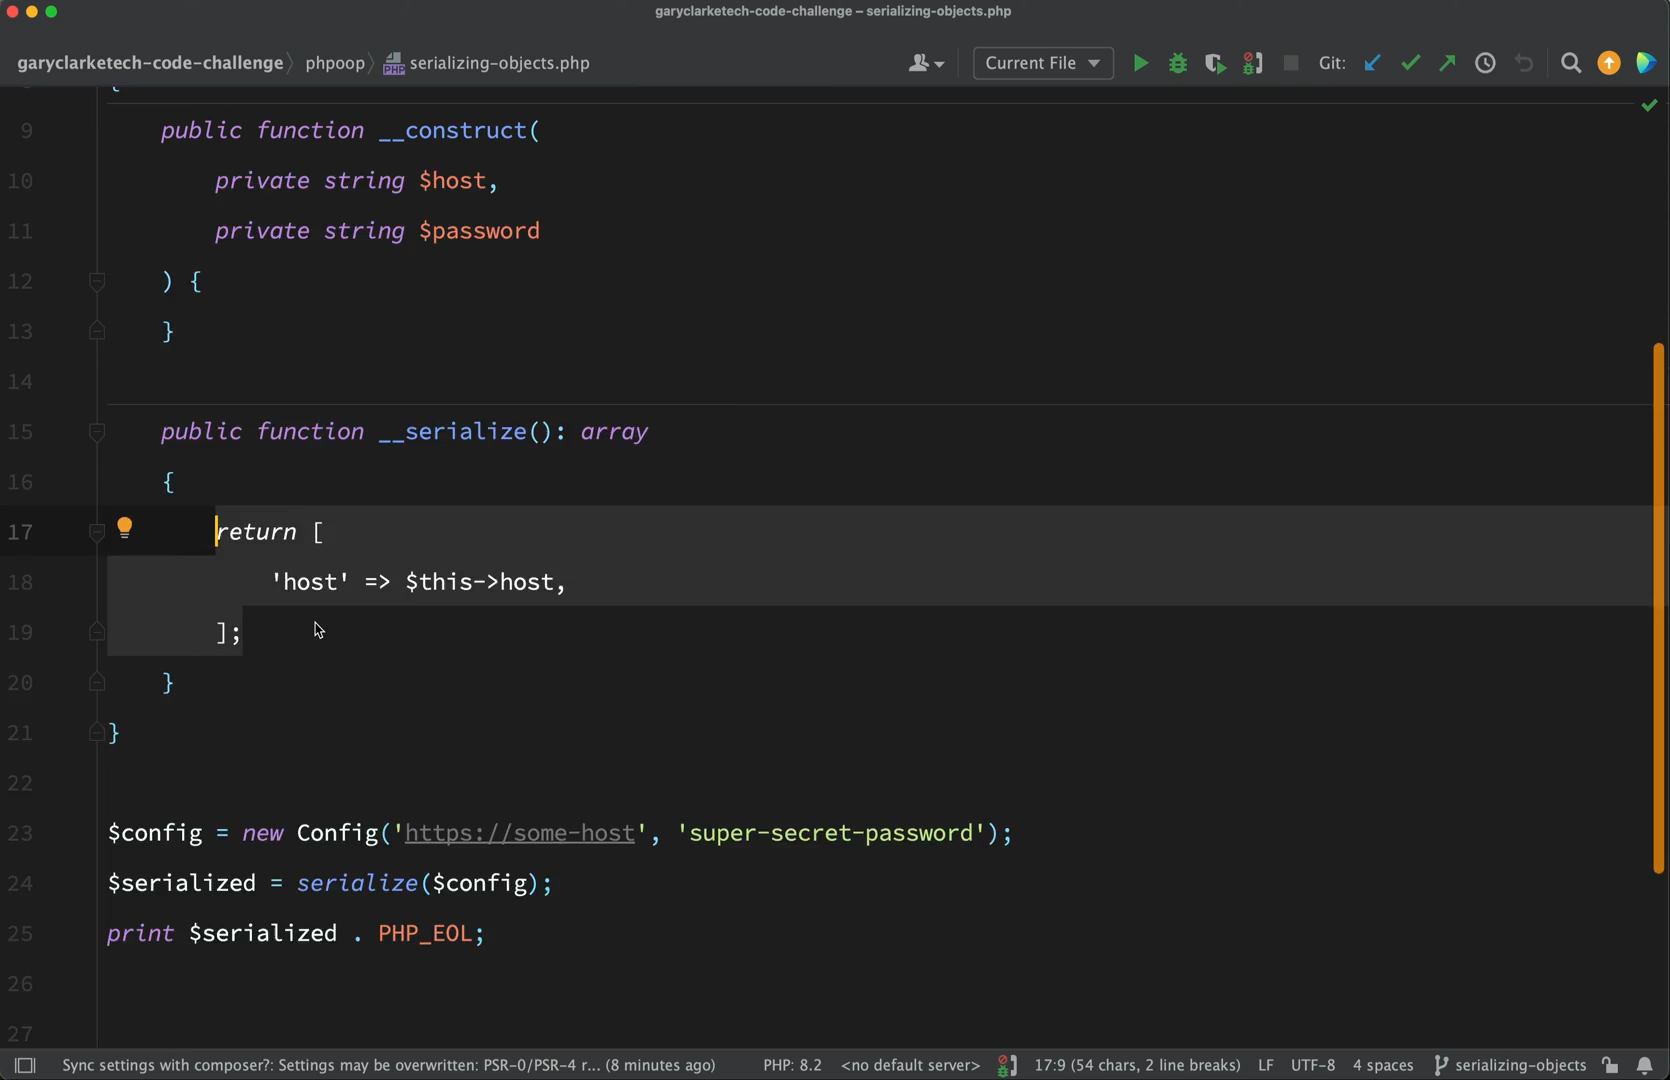 garyclarketech-code-challenge – serializing-objects.php
garyclarketech-code-challenge phpoop serializing-objects.php Current File Git:
{
9 public function __construct(
10 private string $host,
11 private string $password
12 ) {
13 }
14
15 public function __serialize(): array
16 {
17 return [
18 'host' => $this->host,
19 ];
20 }
21 }
22
23 $config = new Config('https://some-host', 'super-secret-password');
24 $serialized = serialize($config);
25 print $serialized . PHP_EOL;
26
27
Sync settings with composer?: Settings may be overwritten: PSR-0/PSR-4 r... (8 minutes ago) PHP: 8.2 <no default server> 17:9 (54 chars, 2 line breaks) LF UTF-8 4 spaces serializing-objects